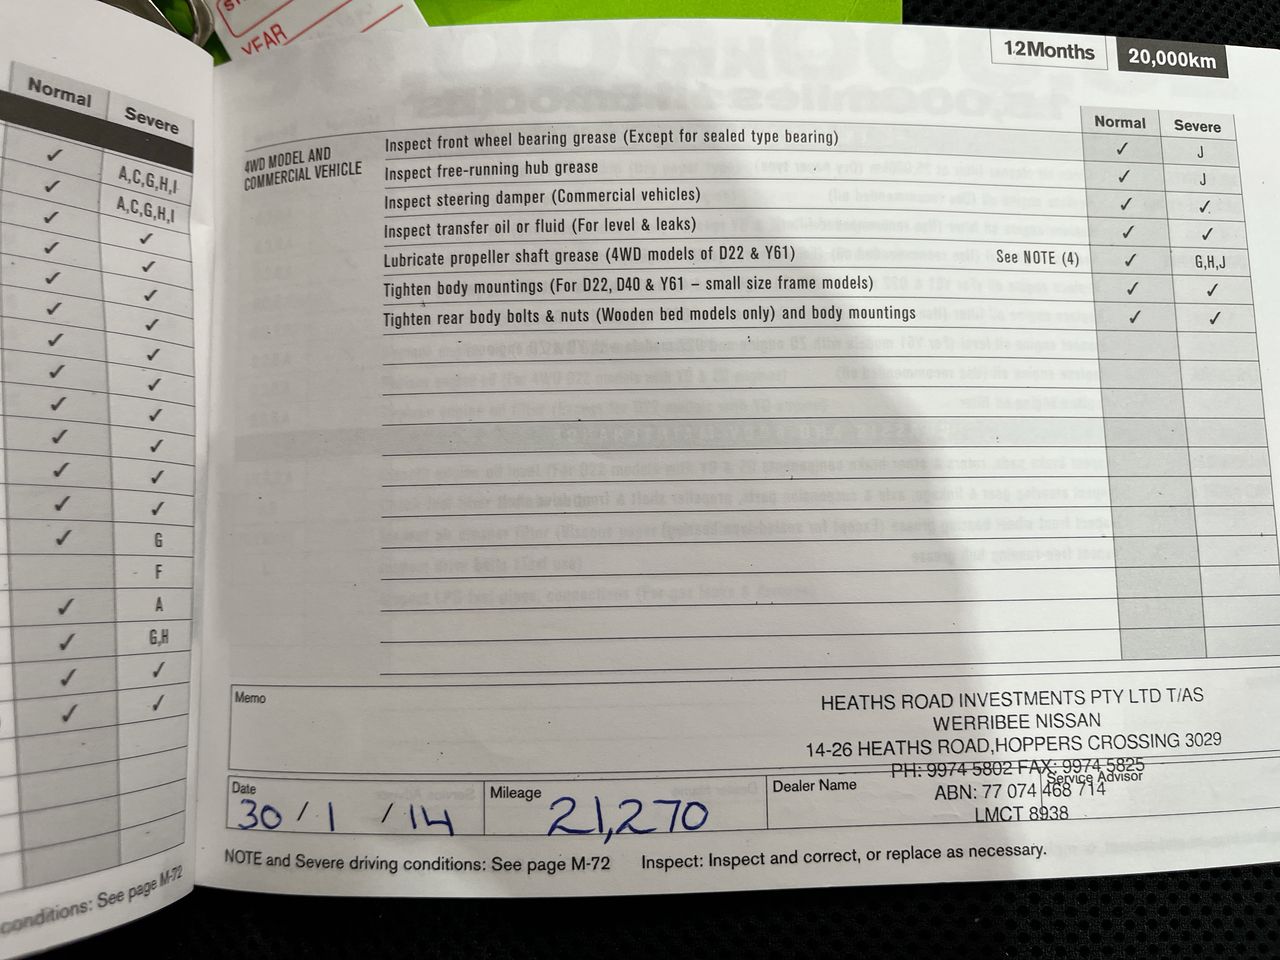 YFAR
Normal Severe
✓ A,C,G,H,I
✓ A,C,G,H,I
✓ ✓
✓ ✓
✓ ✓
✓ ✓
✓ ✓
✓ ✓
✓ ✓
✓ ✓
✓ ✓
✓ ✓
✓ G
F
✓ A
✓ G,H
✓ ✓
✓ ✓
conditions: See page M-72
12Months 20,000km
Normal Severe
4WD MODEL AND
COMMERCIAL VEHICLE
Inspect front wheel bearing grease (Except for sealed type bearing) ✓ J
Inspect free-running hub grease ✓ J
Inspect steering damper (Commercial vehicles) ✓ ✓
Inspect transfer oil or fluid (For level & leaks) ✓ ✓
Lubricate propeller shaft grease (4WD models of D22 & Y61) See NOTE (4) ✓ G,H,J
Tighten body mountings (For D22, D40 & Y61 – small size frame models) ✓ ✓
Tighten rear body bolts & nuts (Wooden bed models only) and body mountings ✓ ✓
Memo
HEATHS ROAD INVESTMENTS PTY LTD T/AS
WERRIBEE NISSAN
14-26 HEATHS ROAD,HOPPERS CROSSING 3029
PH: 9974 5802 FAX: 9974 5825
ABN: 77 074 468 714
LMCT 8938
Date 30 / 1 / 14
Mileage 21,270
Dealer Name
Service Advisor
NOTE and Severe driving conditions: See page M-72 Inspect: Inspect and correct, or replace as necessary.